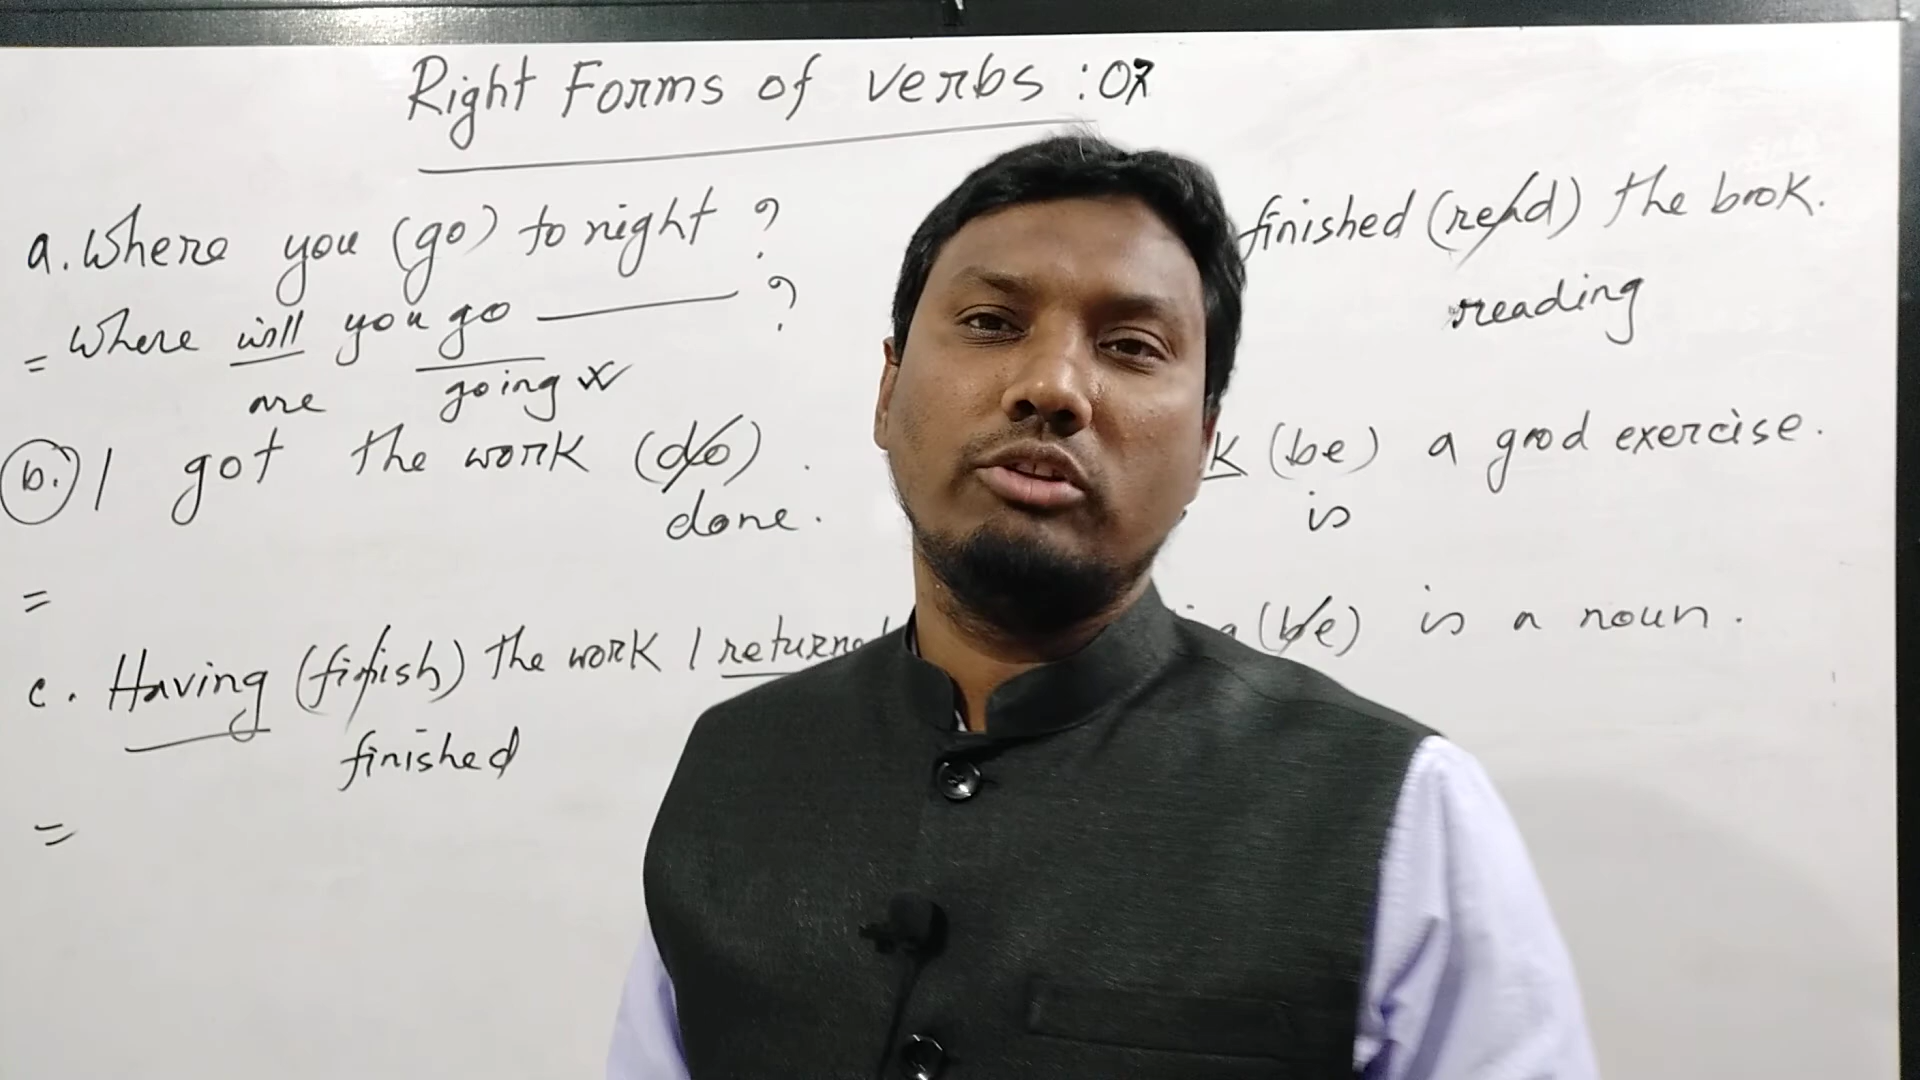 Right Forms of verbs : 07
a. Where you (go) to night ?
= Where will you go ?
are going
b. I got the work (do) .
done .
=
c. Having (finish) the work I
finished
=
finished (read) the book .
reading
(be) a good exercise .
is
(be) is a noun .